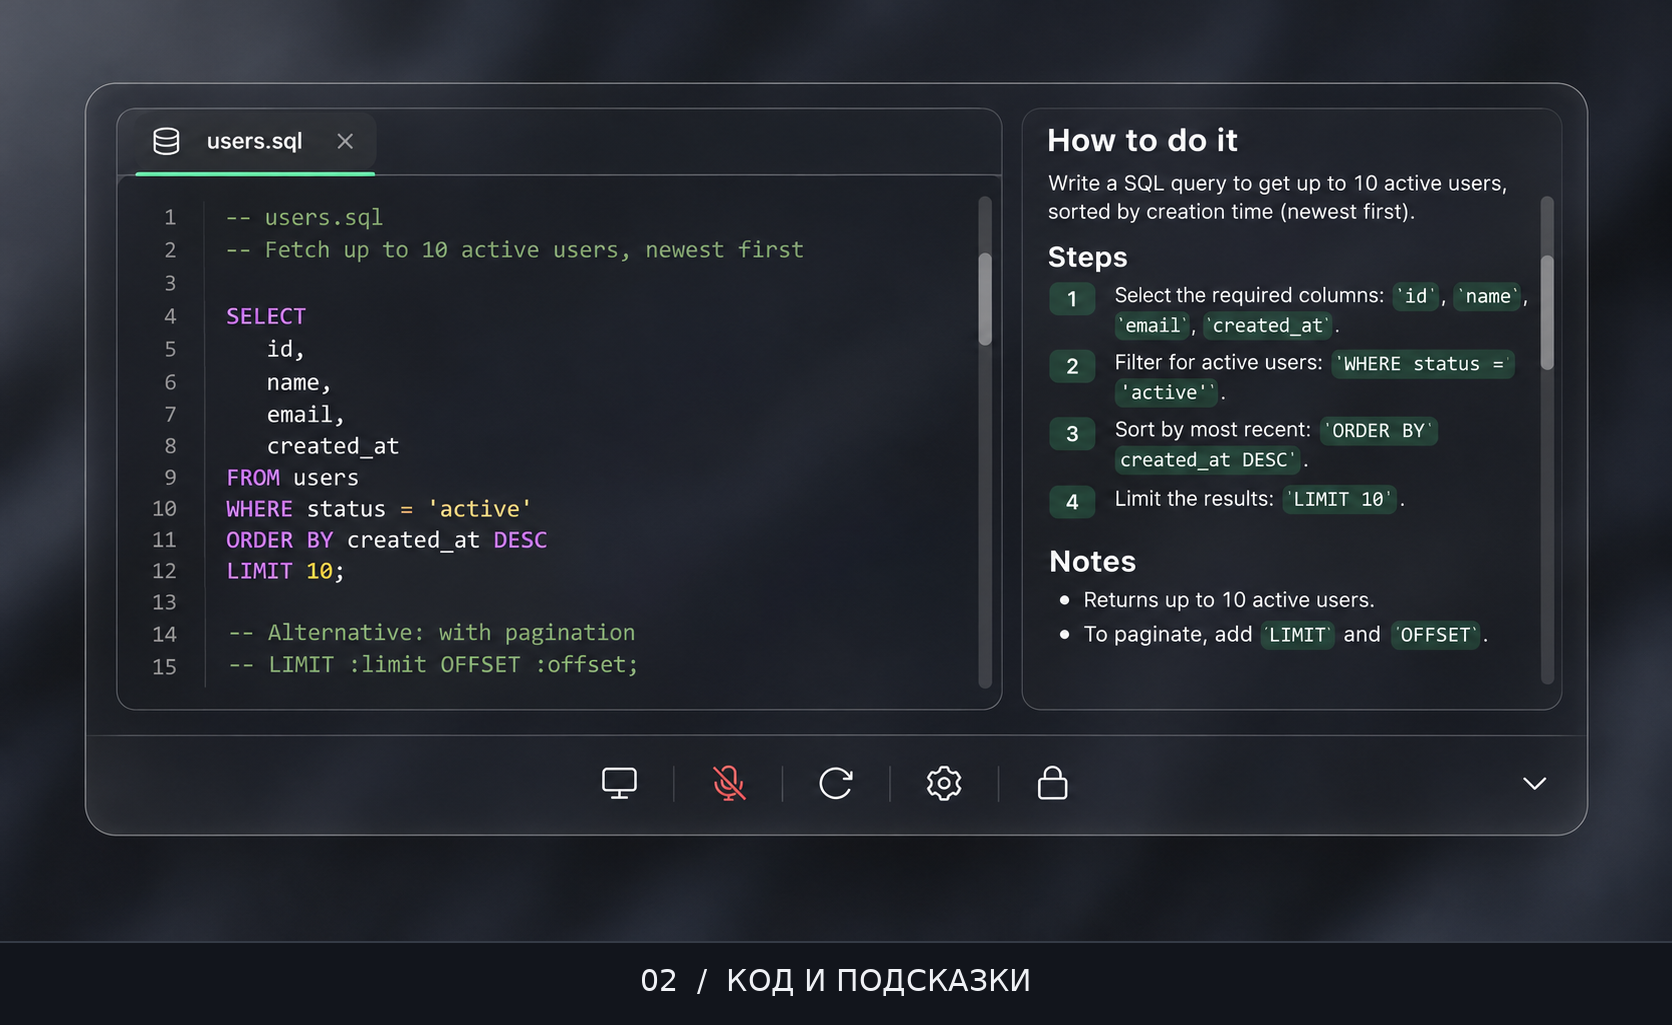 users.sql
1 -- users.sql
2 -- Fetch up to 10 active users, newest first
3
4 SELECT
5 id,
6 name,
7 email,
8 created_at
9 FROM users
10 WHERE status = 'active'
11 ORDER BY created_at DESC
12 LIMIT 10;
13
14 -- Alternative: with pagination
15 -- LIMIT :limit OFFSET :offset;
How to do it
Write a SQL query to get up to 10 active users,
sorted by creation time (newest first).
Steps
1 Select the required columns: `id`, `name`,
`email`, `created_at`.
2 Filter for active users: `WHERE status =`
'active'`.
3 Sort by most recent: `ORDER BY`
created_at DESC`.
4 Limit the results: `LIMIT 10`.
Notes
• Returns up to 10 active users.
• To paginate, add `LIMIT` and `OFFSET`.
02 / КОД И ПОДСКАЗКИ